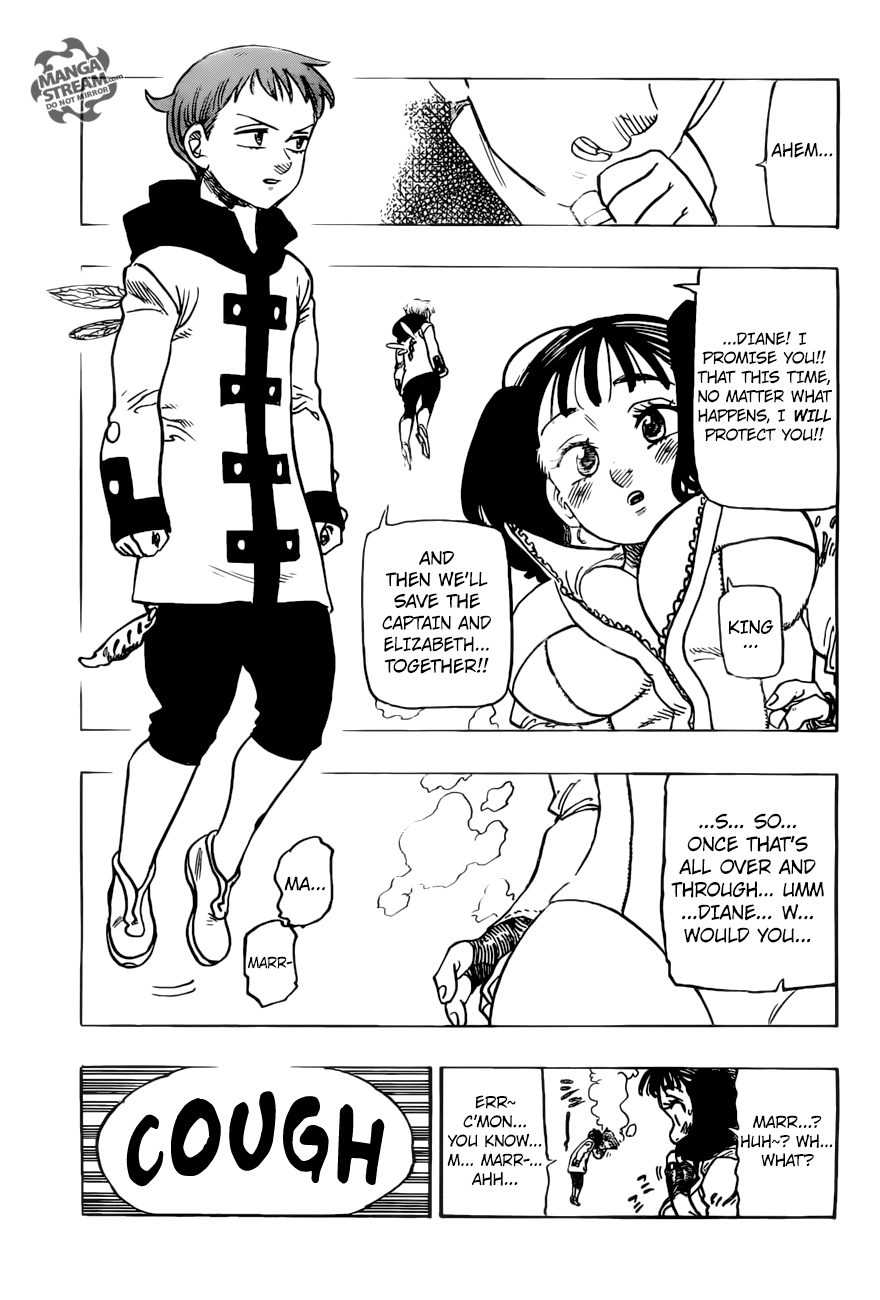 MANGA
STREAM.com
DO NOT MIRROR
AHEM...
...DIANE! I
PROMISE YOU!!
THAT THIS TIME,
NO MATTER WHAT
HAPPENS, I WILL
PROTECT YOU!!
KING
...
AND
THEN WE'LL
SAVE THE
CAPTAIN AND
ELIZABETH...
TOGETHER!!
...S... SO...
ONCE THAT'S
ALL OVER AND
THROUGH... UMM
...DIANE... W...
WOULD YOU...
MA...
MARR-
MARR...?
HUH~? WH...
WHAT?
ERR~
C'MON...
YOU KNOW...
M... MARR-...
AHH...
COUGH